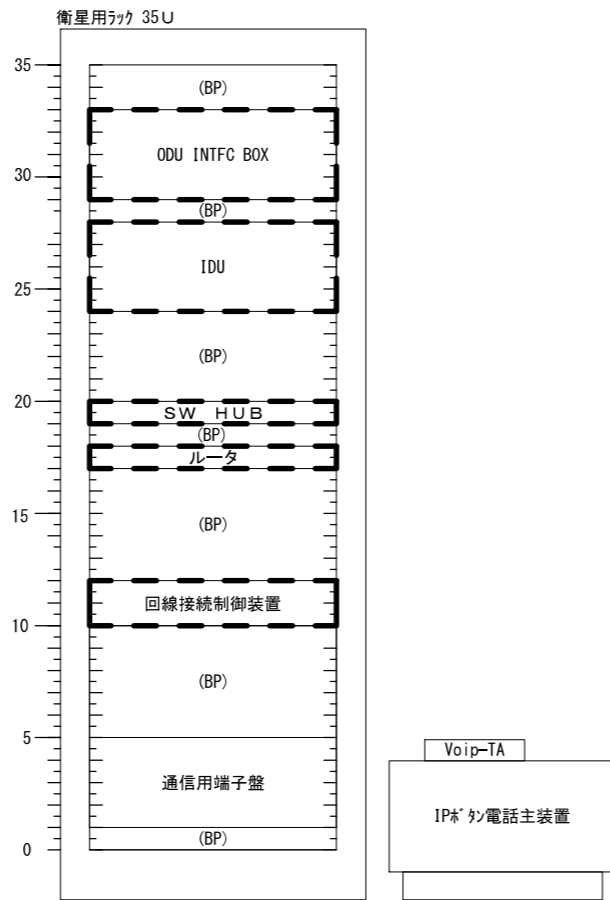 衛星用ﾗｯｸ 35U
35
(BP)
ODU INTFC BOX
30
(BP)
IDU
25
(BP)
20
SW HUB
(BP)
ルータ
15
(BP)
回線接続制御装置
10
(BP)
5
通信用端子盤
(BP)
0
Voip-TA
IPﾎﾞﾀﾝ電話主装置